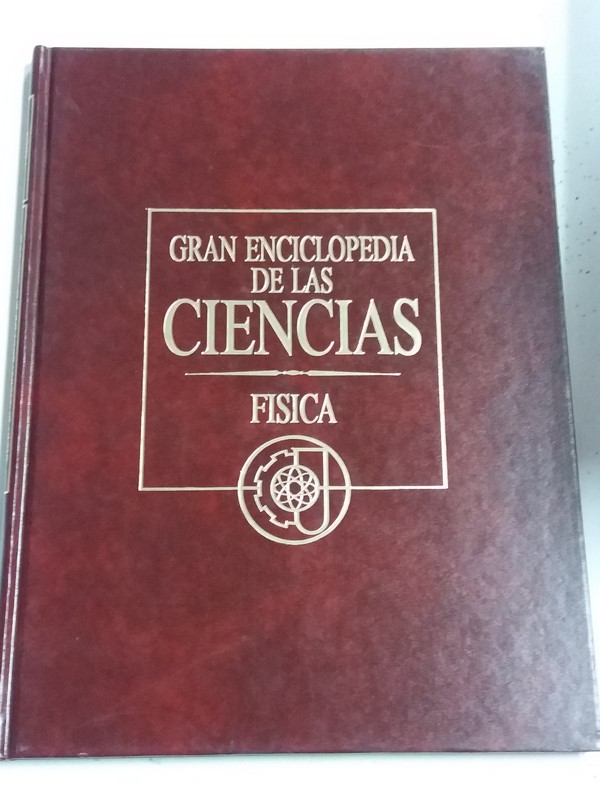 GRAN ENCICLOPEDIA
DE LAS
CIENCIAS
FISICA